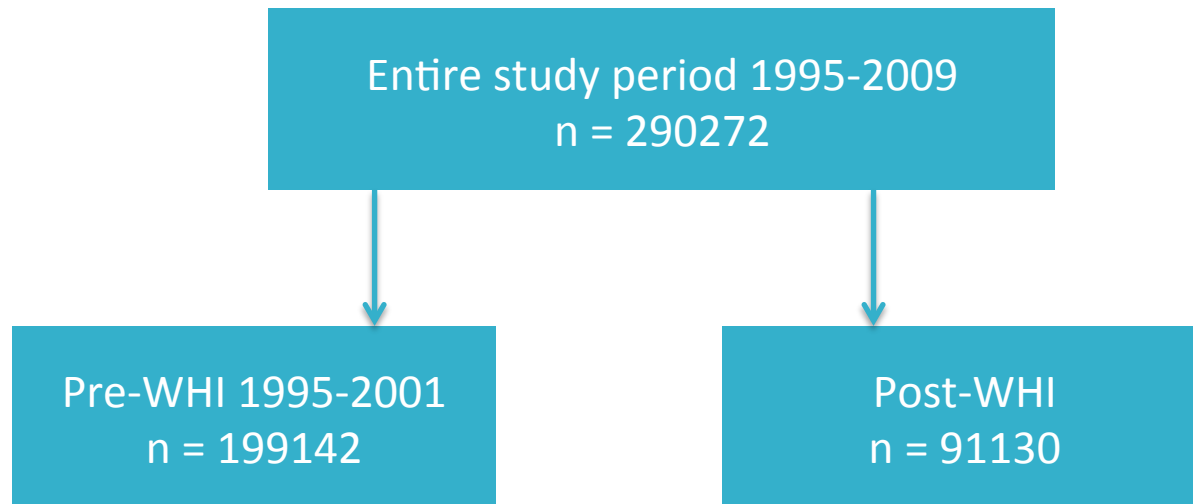 Entire study period 1995-2009
n = 290272
Pre-WHI 1995-2001
n = 199142
Post-WHI
n = 91130